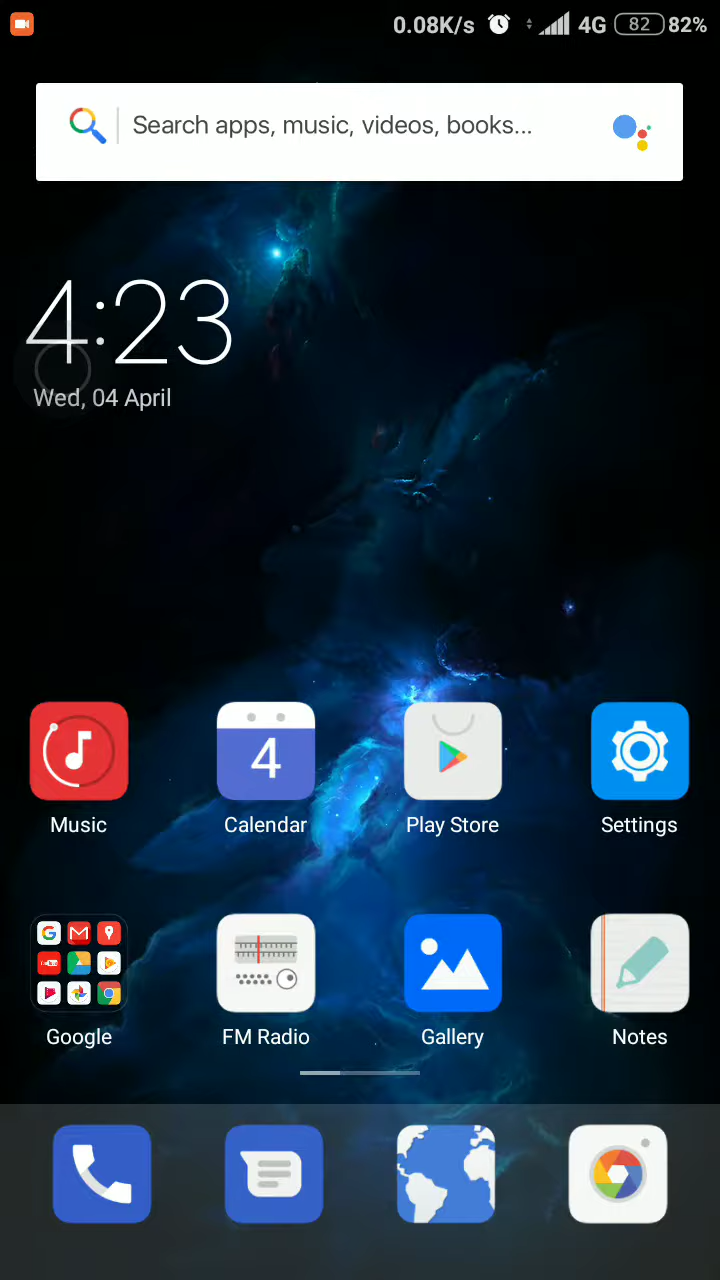 0.08K/s 4G 82 82%
Search apps, music, videos, books...
4:23
Wed, 04 April
4
Music Calendar Play Store Settings
Google FM Radio Gallery Notes